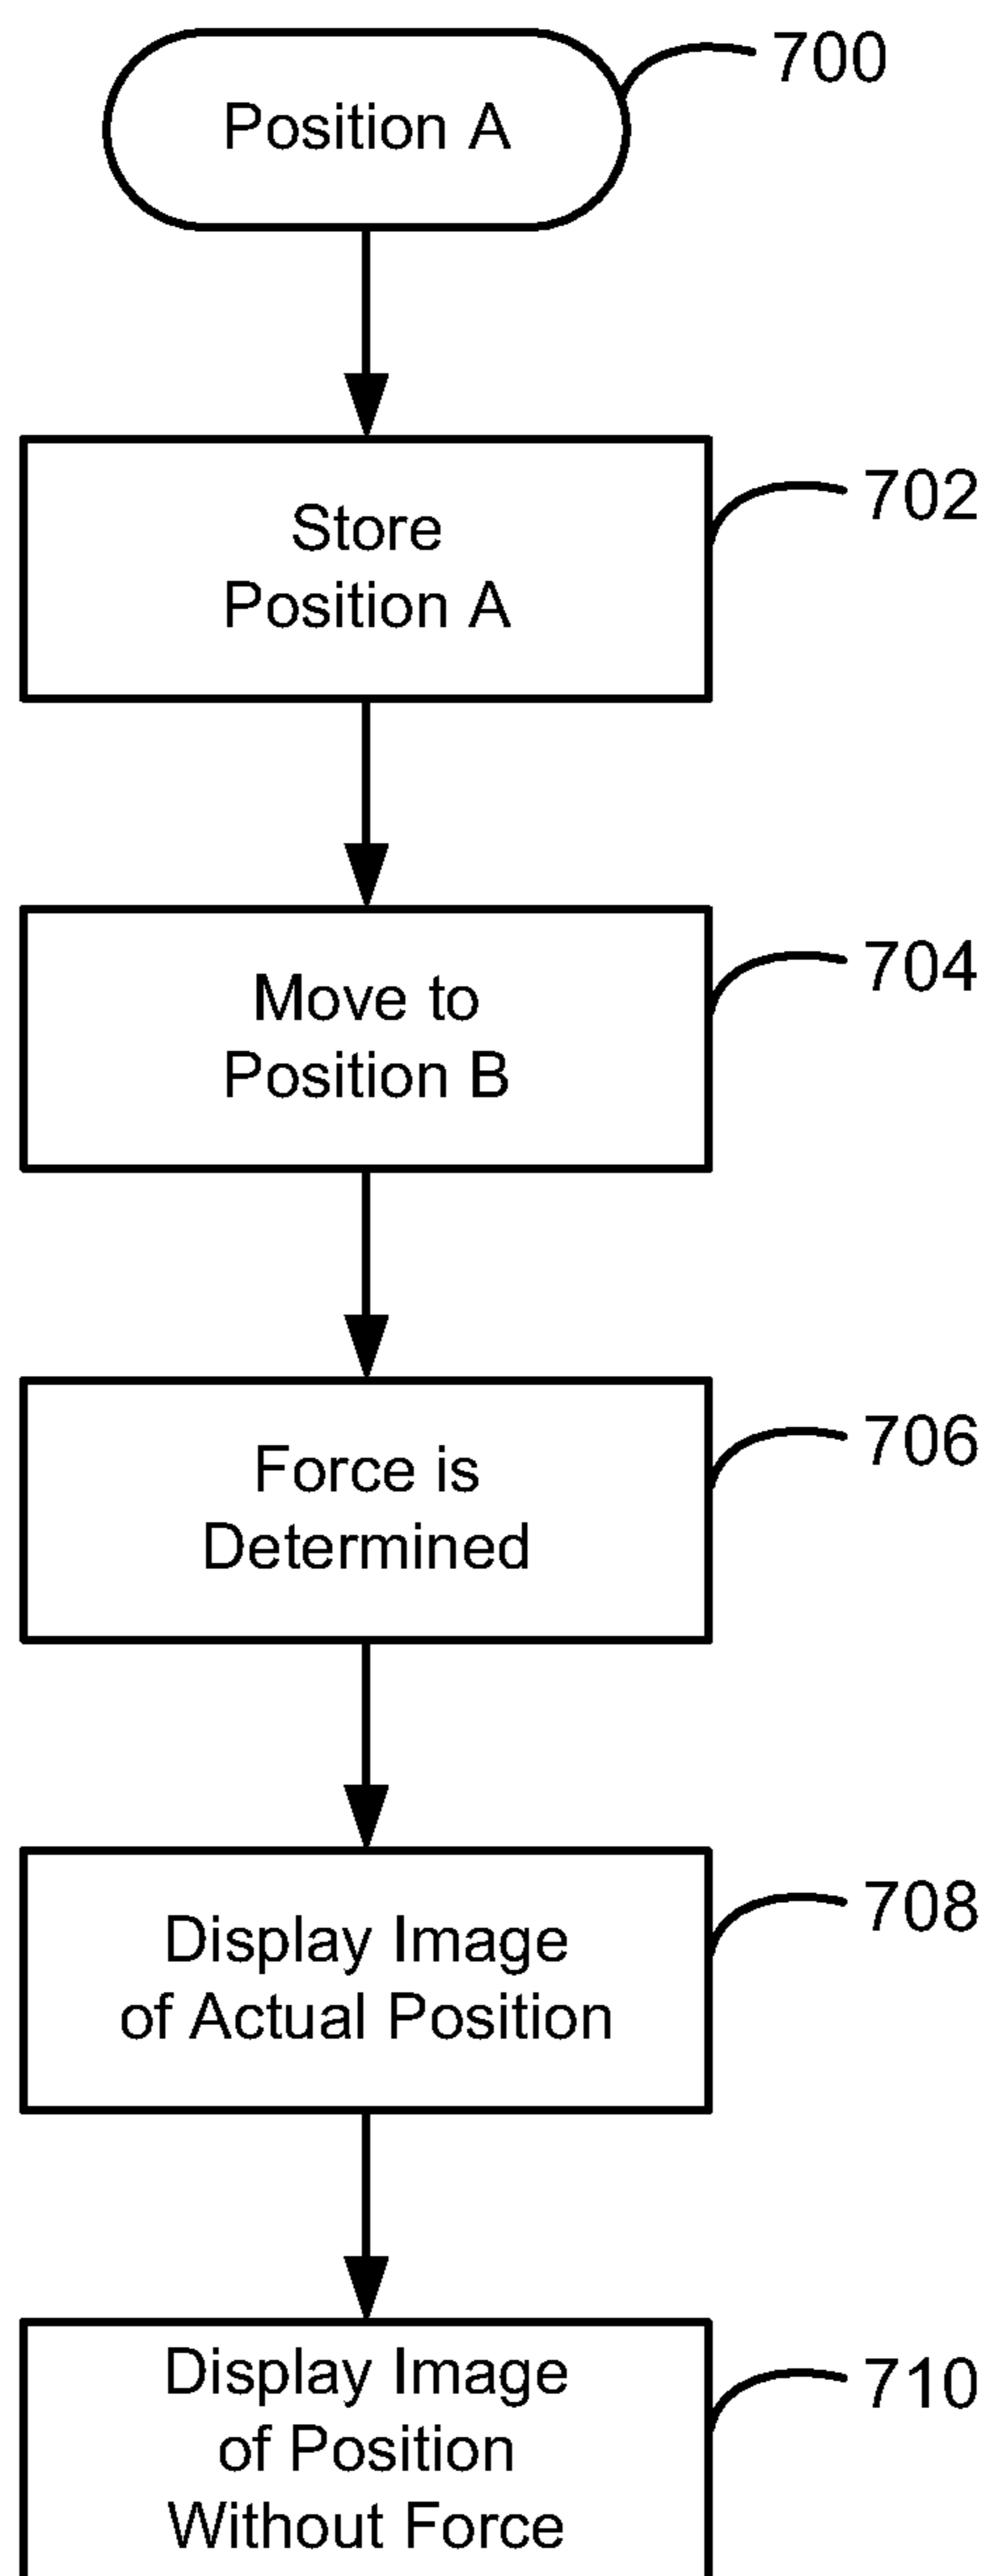 Position A
700
Store
Position A
702
Move to
Position B
704
Force is
Determined
706
Display Image
of Actual Position
708
Display Image
of Position
Without Force
710